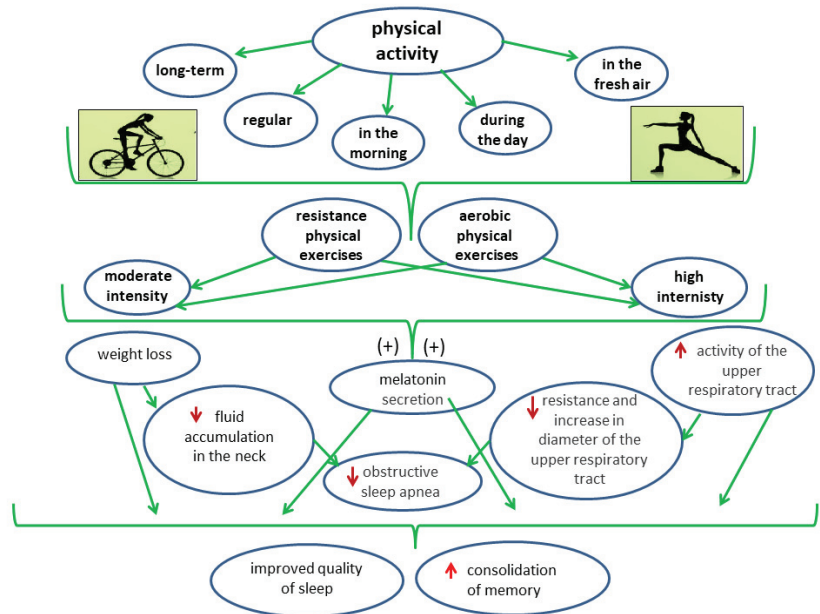 physical
activity
long-term
regular
in the
morning
during
the day
in the
fresh air
resistance
physical
exercises
aerobic
physical
exercises
moderate
intensity
high
internisty
weight loss
(+) (+)
melatonin
secretion
activity of the
upper
respiratory tract
fluid
accumulation
in the neck
obstructive
sleep apnea
resistance and
increase in
diameter of the
upper respiratory
tract
improved quality
of sleep
consolidation
of memory